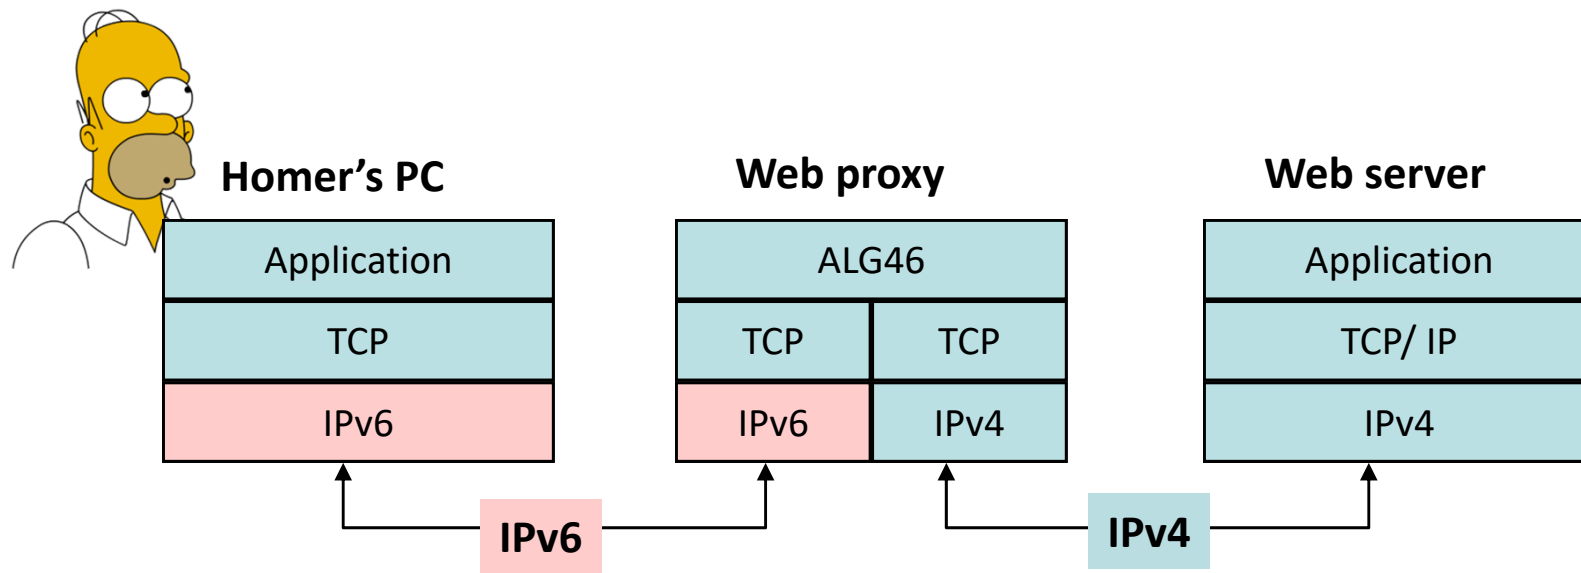 Homer’s PC
Web proxy
Web server
Application
ALG46
Application
TCP
TCP
TCP
TCP/ IP
IPv6
IPv6
IPv4
IPv4
IPv6
IPv4